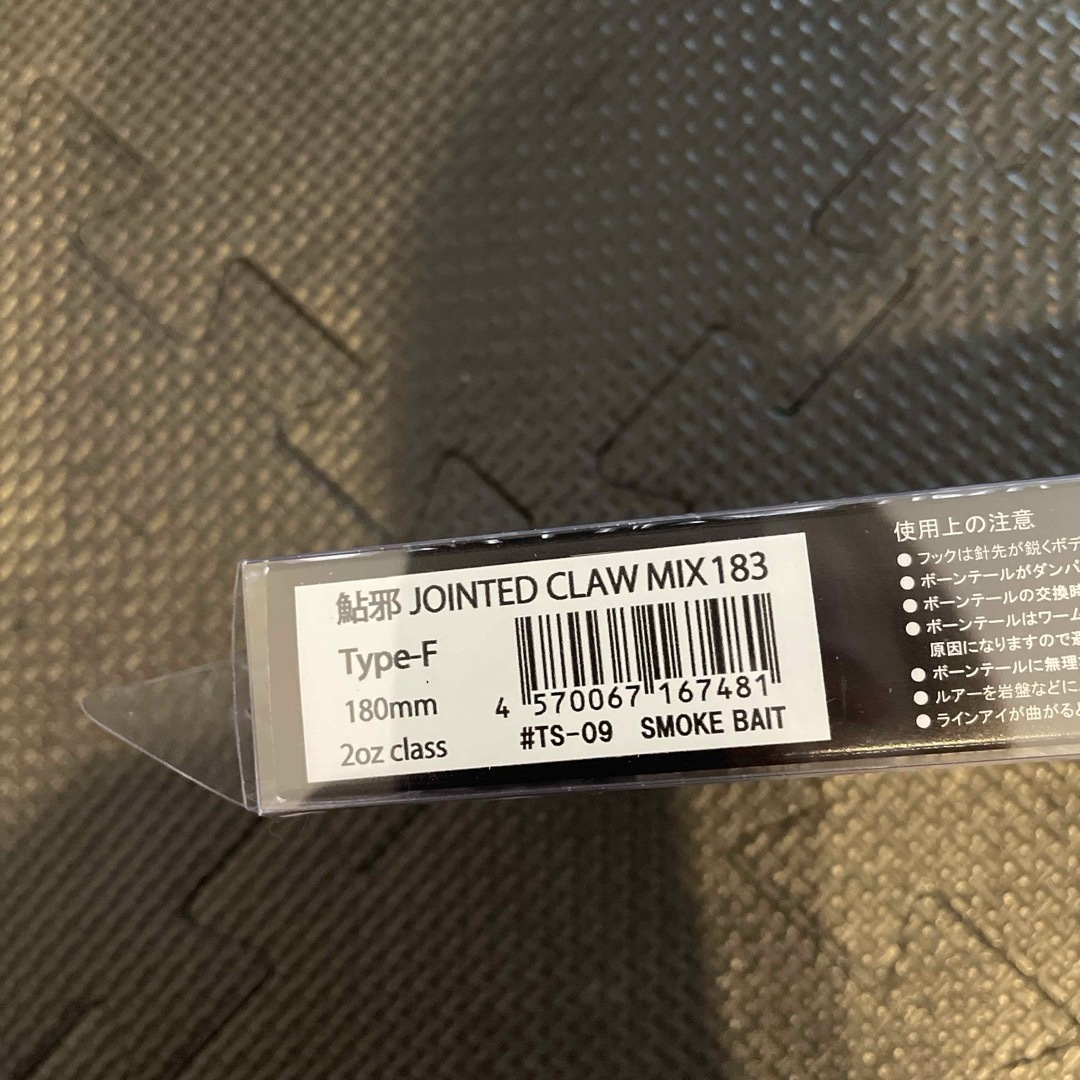 鮎邪 JOINTED CLAW MIX 183
Type-F
180mm
2oz class
4 570067 167481
#TS-09 SMOKE BAIT
使用上の注意
●フックは針先が鋭くボデ
●ボーンテールがダンパ
●ボーンテールの交換時
●ボーンテールはワーム
原因になりますので
●ボーンテールに無理
●ルアーを岩盤などに
●ラインアイが曲がると